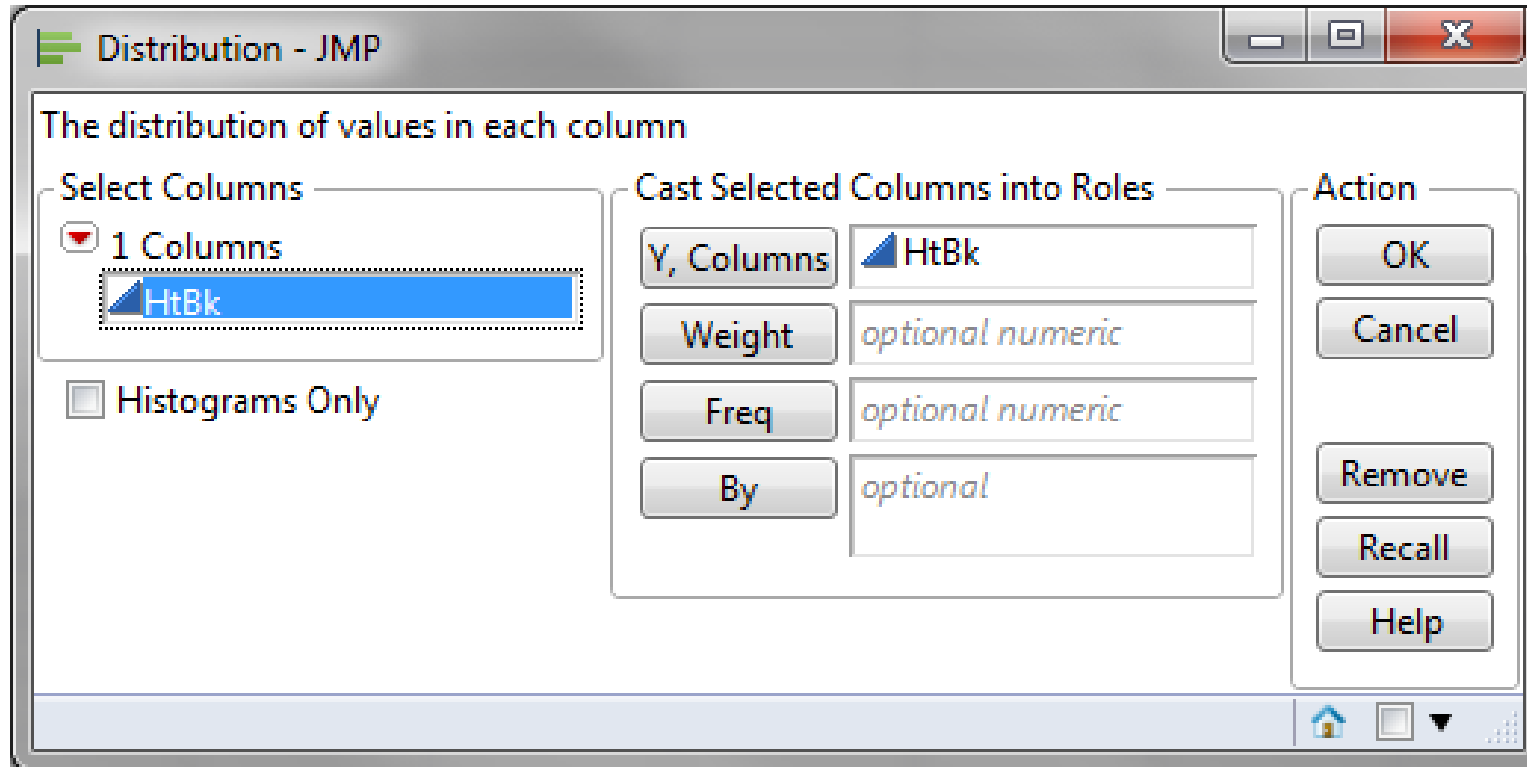 Distribution - JMP
The distribution of values in each column
Select Columns
1 Columns
HtBk
Histograms Only
Cast Selected Columns into Roles
Y, Columns HtBk
Weight optional numeric
Freq optional numeric
By optional
Action
OK
Cancel
Remove
Recall
Help